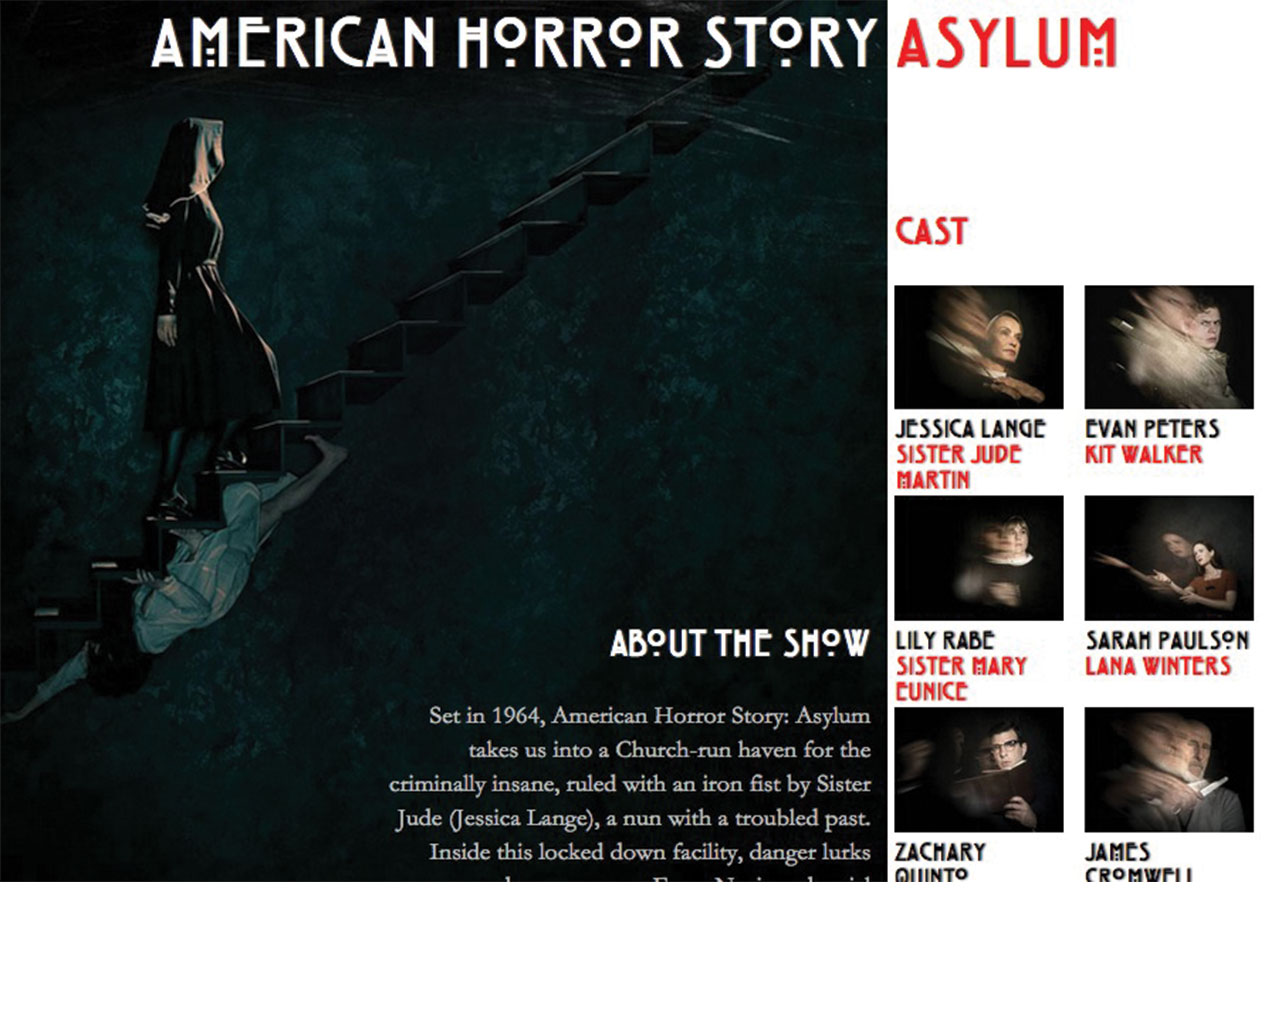 AMERICAN HORROR STORY ASYLUM
ABOUT THE SHOW
Set in 1964, American Horror Story: Asylum
takes us into a Church-run haven for the
criminally insane, ruled with an iron fist by Sister
Jude (Jessica Lange), a nun with a troubled past.
Inside this locked down facility, danger lurks
CAST
JESSICA LANGE
SISTER JUDE
MARTIN
EVAN PETERS
KIT WALKER
LILY RABE
SISTER MARY
EUNICE
SARAH PAULSON
LANA WINTERS
ZACHARY
QUINTO
JAMES
CROMWELL